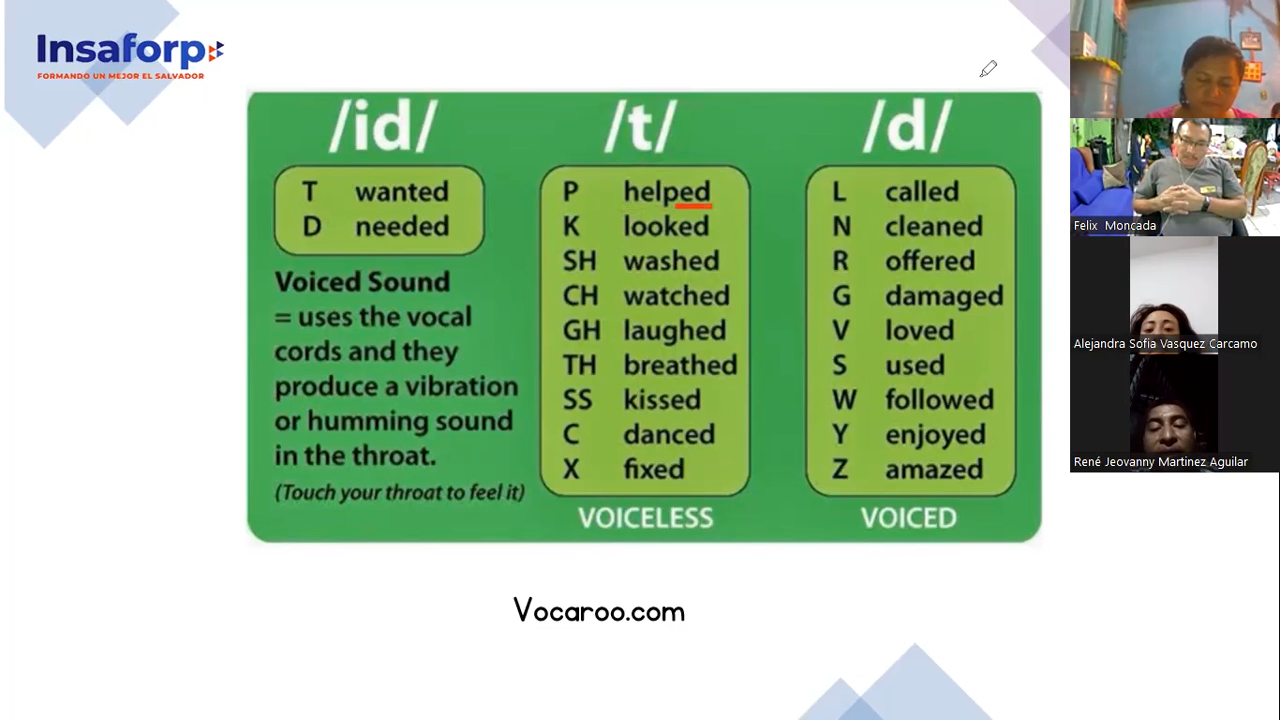 Insaforp
FORMANDO UN MEJOR EL SALVADOR
/id/
T wanted
D needed
Voiced Sound
= uses the vocal
cords and they
produce a vibration
or humming sound
in the throat.
(Touch your throat to feel it)
/t/
P helped
K looked
SH washed
CH watched
GH laughed
TH breathed
SS kissed
C danced
X fixed
VOICELESS
/d/
L called
N cleaned
R offered
G damaged
V loved
S used
W followed
Y enjoyed
Z amazed
VOICED
Vocaroo.com
Felix Moncada
Alejandra Sofia Vasquez Carcamo
René Jeovanny Martinez Aguilar